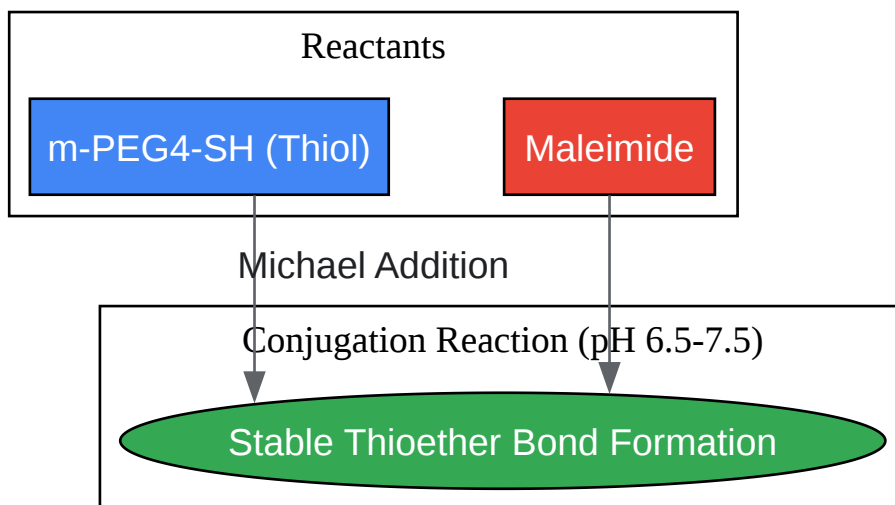 Reactants
m-PEG4-SH (Thiol)
Maleimide
Michael Addition
Conjugation Reaction (pH 6.5-7.5)
Stable Thioether Bond Formation